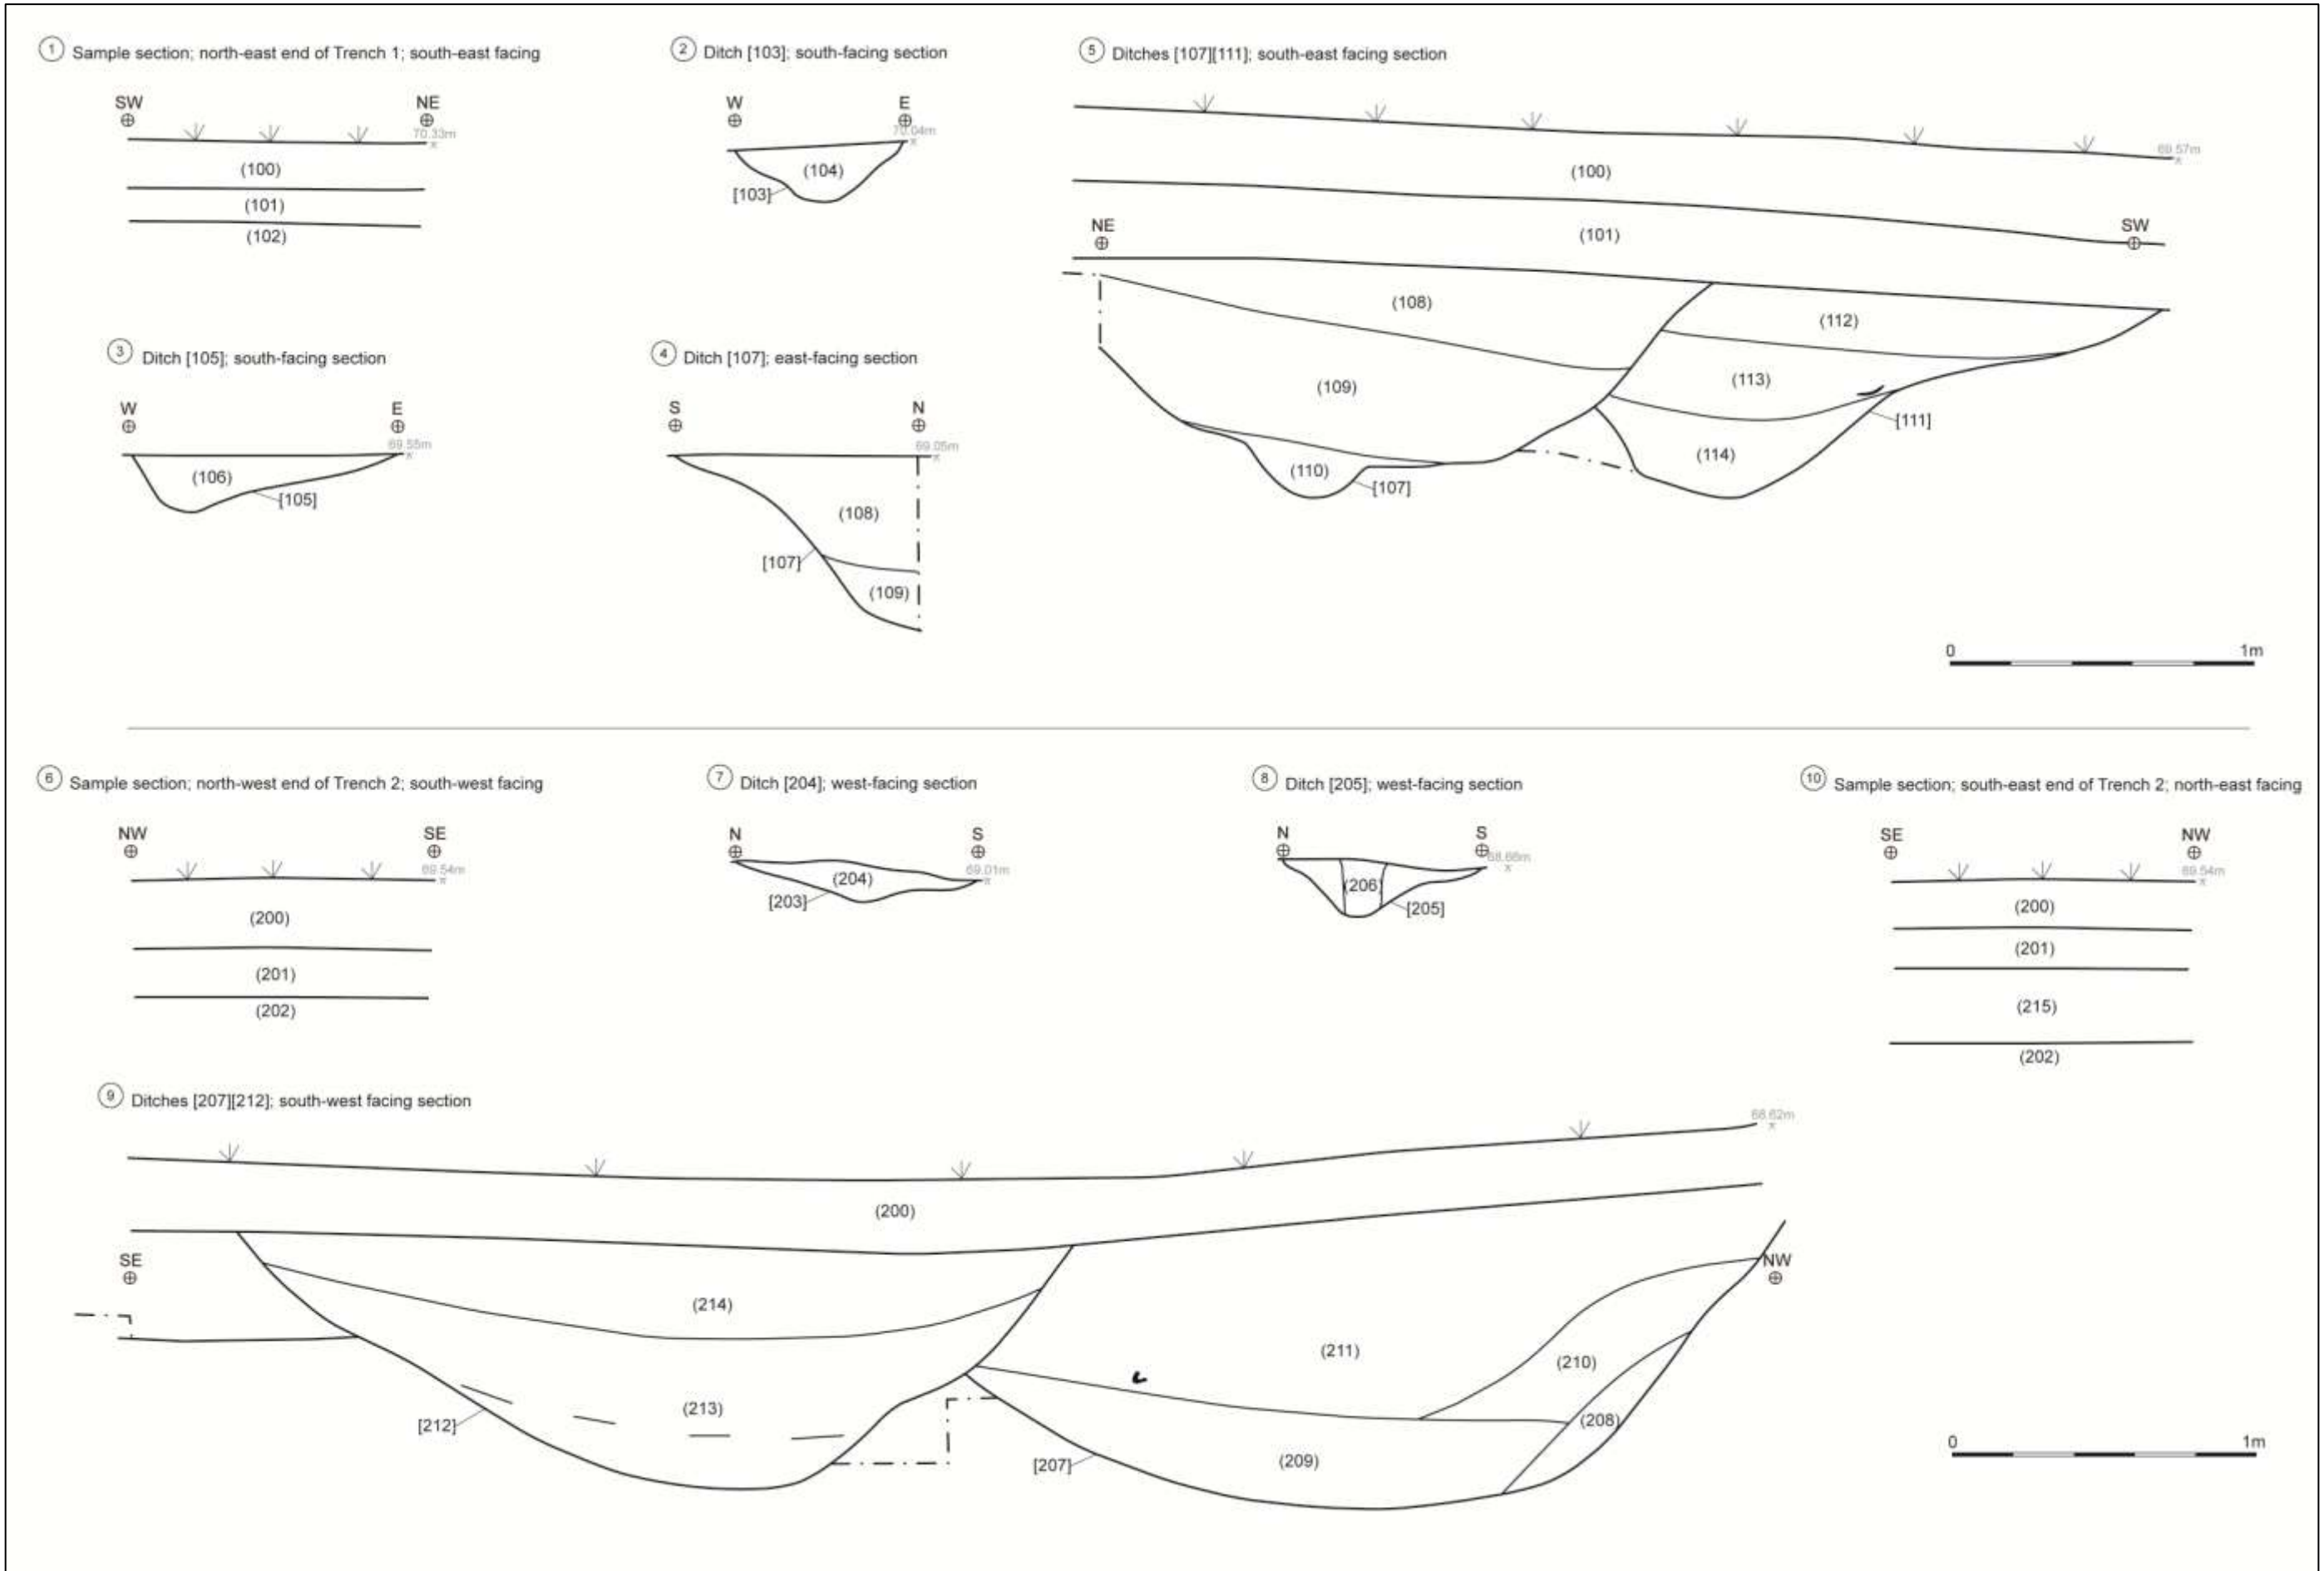 1 Sample section; north-east end of Trench 1; south-east facing
SW NE
70.33m
(100)
(101)
(102)
2 Ditch [103]; south-facing section
W E
70.04m
(104)
[103]
5 Ditches [107][111]; south-east facing section
69.57m
(100)
NE SW
(101)
(108)
(112)
(109)
(113)
[111]
(114)
(110)
[107]
3 Ditch [105]; south-facing section
W E
69.55m
(106)
[105]
4 Ditch [107]; east-facing section
S N
69.05m
(108)
[107]
(109)
0 1m
6 Sample section; north-west end of Trench 2; south-west facing
NW SE
69.54m
(200)
(201)
(202)
7 Ditch [204]; west-facing section
N S
69.01m
(204)
[203]
8 Ditch [205]; west-facing section
N S
68.66m
(206)
[205]
10 Sample section; south-east end of Trench 2; north-east facing
SE NW
69.54m
(200)
(201)
(215)
(202)
9 Ditches [207][212]; south-west facing section
68.62m
(200)
SE NW
(214)
(211)
(210)
(213)
[212]
(208)
[207]
(209)
0 1m